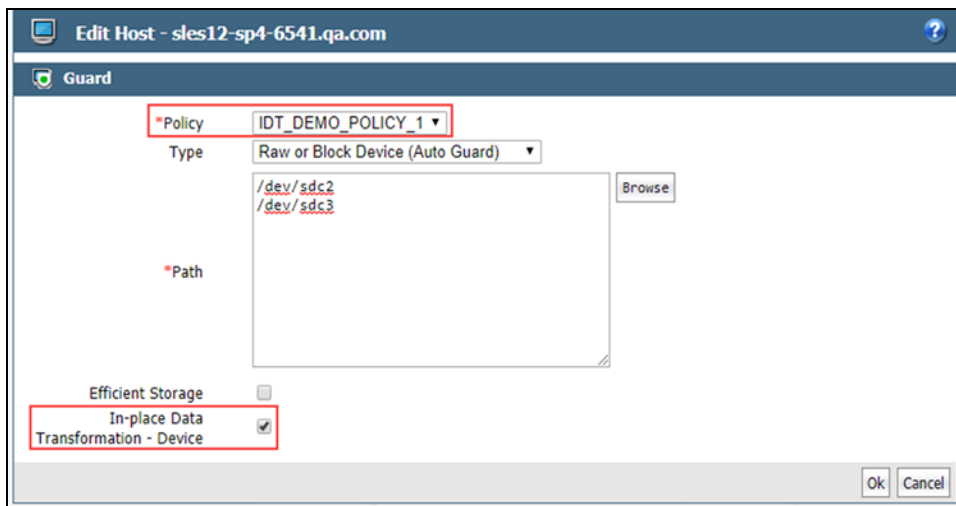 Edit Host - sles12-sp4-6541.qa.com
?
Guard
*Policy IDT_DEMO_POLICY_1
Type Raw or Block Device (Auto Guard)
/dev/sdc2
/dev/sdc3
Browse
*Path
Efficient Storage
In-place Data
Transformation - Device
Ok Cancel